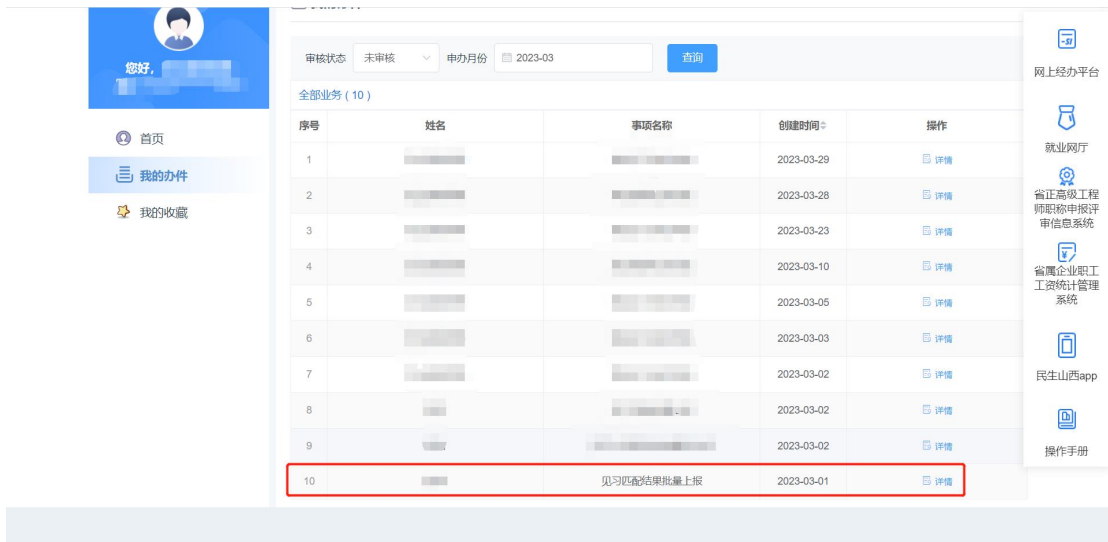 您好，
首页
我的办件
我的收藏
审核状态 未审核 申办月份 2023-03 查询
全部业务 ( 10 )
序号 姓名 事项名称 创建时间 操作
1 2023-03-29 详情
2 2023-03-28 详情
3 2023-03-23 详情
4 2023-03-10 详情
5 2023-03-05 详情
6 2023-03-03 详情
7 2023-03-02 详情
8 2023-03-02 详情
9 2023-03-02 详情
10 见习匹配结果批量上报 2023-03-01 详情
网上经办平台
就业网厅
省正高级工程
师职称申报评
审信息系统
省属企业职工
工资统计管理
系统
民生山西app
操作手册